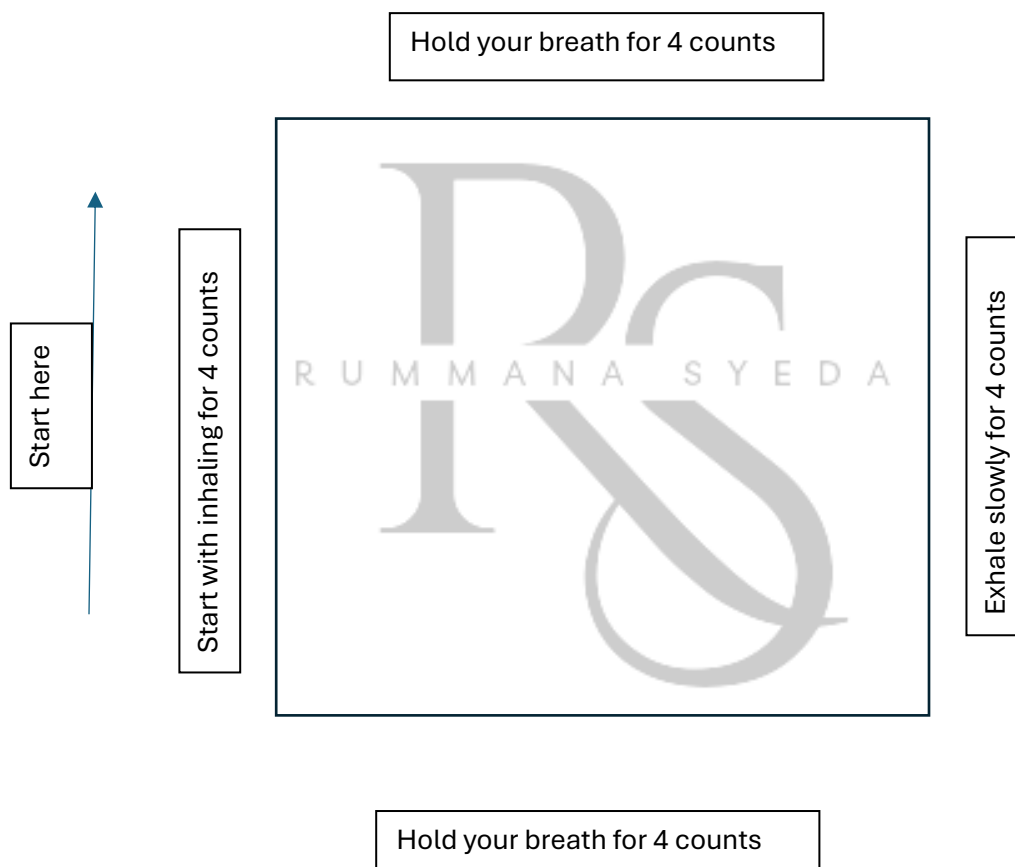 Hold your breath for 4 counts
Start here
Start with inhaling for 4 counts
RUMMANA SYEDA
RS
Exhale slowly for 4 counts
Hold your breath for 4 counts